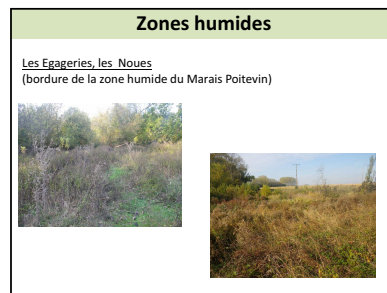 Zones humides
Les Egageries, les Noues
(bordure de la zone humide du Marais Poitevin)